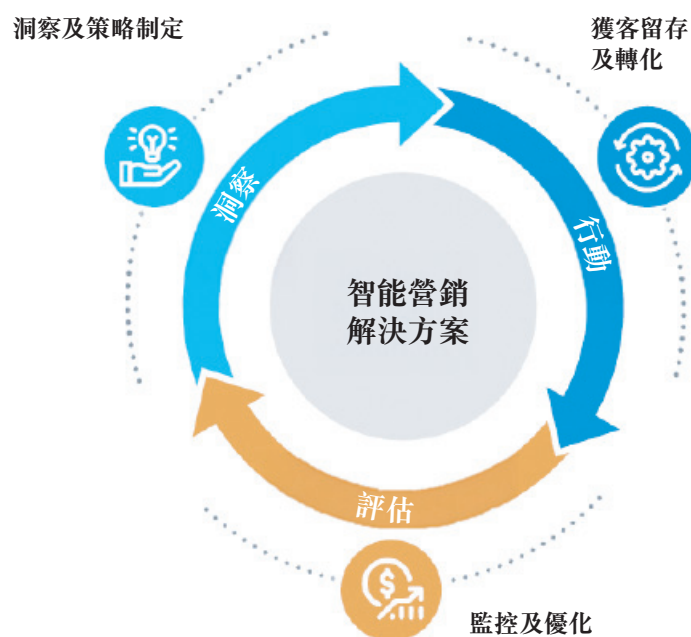 洞察及策略制定
獲客留存
及轉化
洞察
行動
智能營銷
解決方案
評估
監控及優化